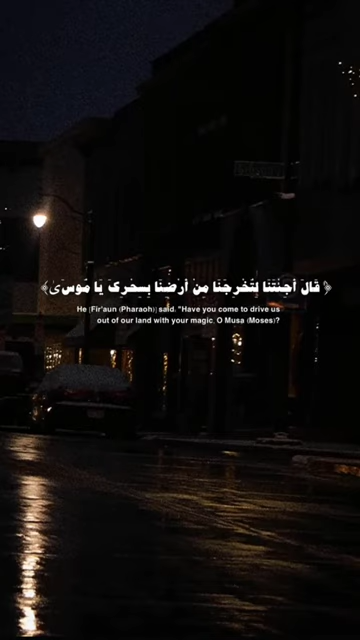 ﴿ قَالَ أَجِئْتَنَا لِتُخْرِجَنَا مِنْ أَرْضِنَا بِسِحْرِكَ يَا مُوسَىٰ ﴾
He [Fir'aun (Pharaoh)] said: "Have you come to drive us
out of our land with your magic, O Musa (Moses)?